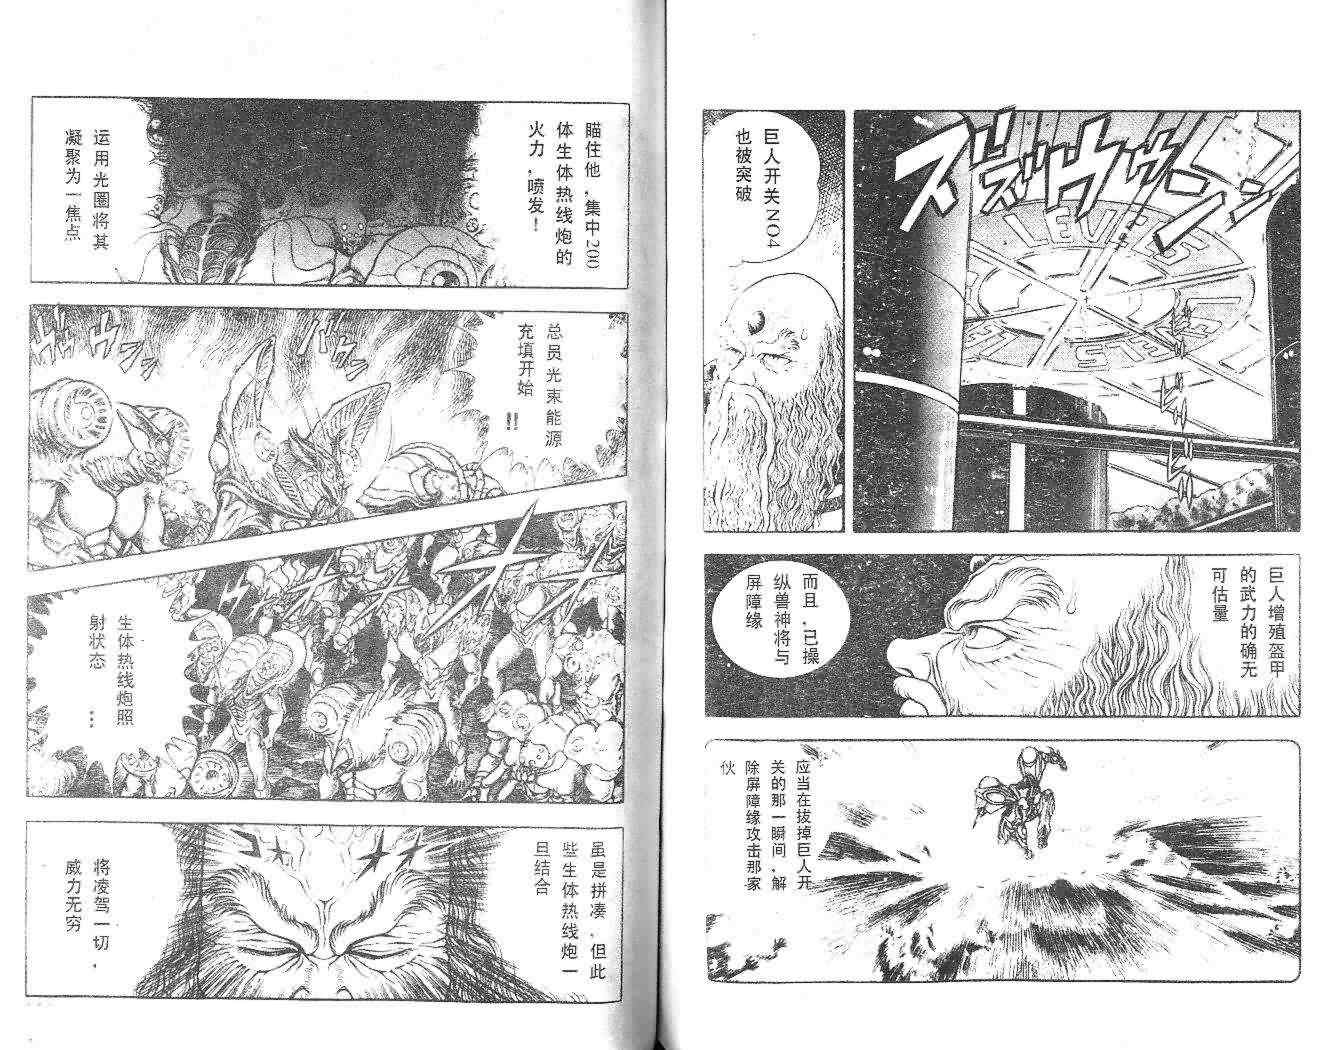 ズズウゥ…ン
LEVELS
巨人开关NO4
也被突破
巨人增殖盔甲
的武力的确无
可估量
而且,已操
纵兽神将与
屏障缘
应当在拔掉巨人开
关的那一瞬间,解
除屏障缘攻击那家
伙
瞄住他,集中200
体生体热线炮的
火力,喷发!
运用光圈将其
凝聚为一焦点
总员光束能源
充填开始
!!
生体热线炮照
射状态
…
虽是拼凑,但此
些生体热线炮一
旦结合
将凌驾一切,
威力无穷